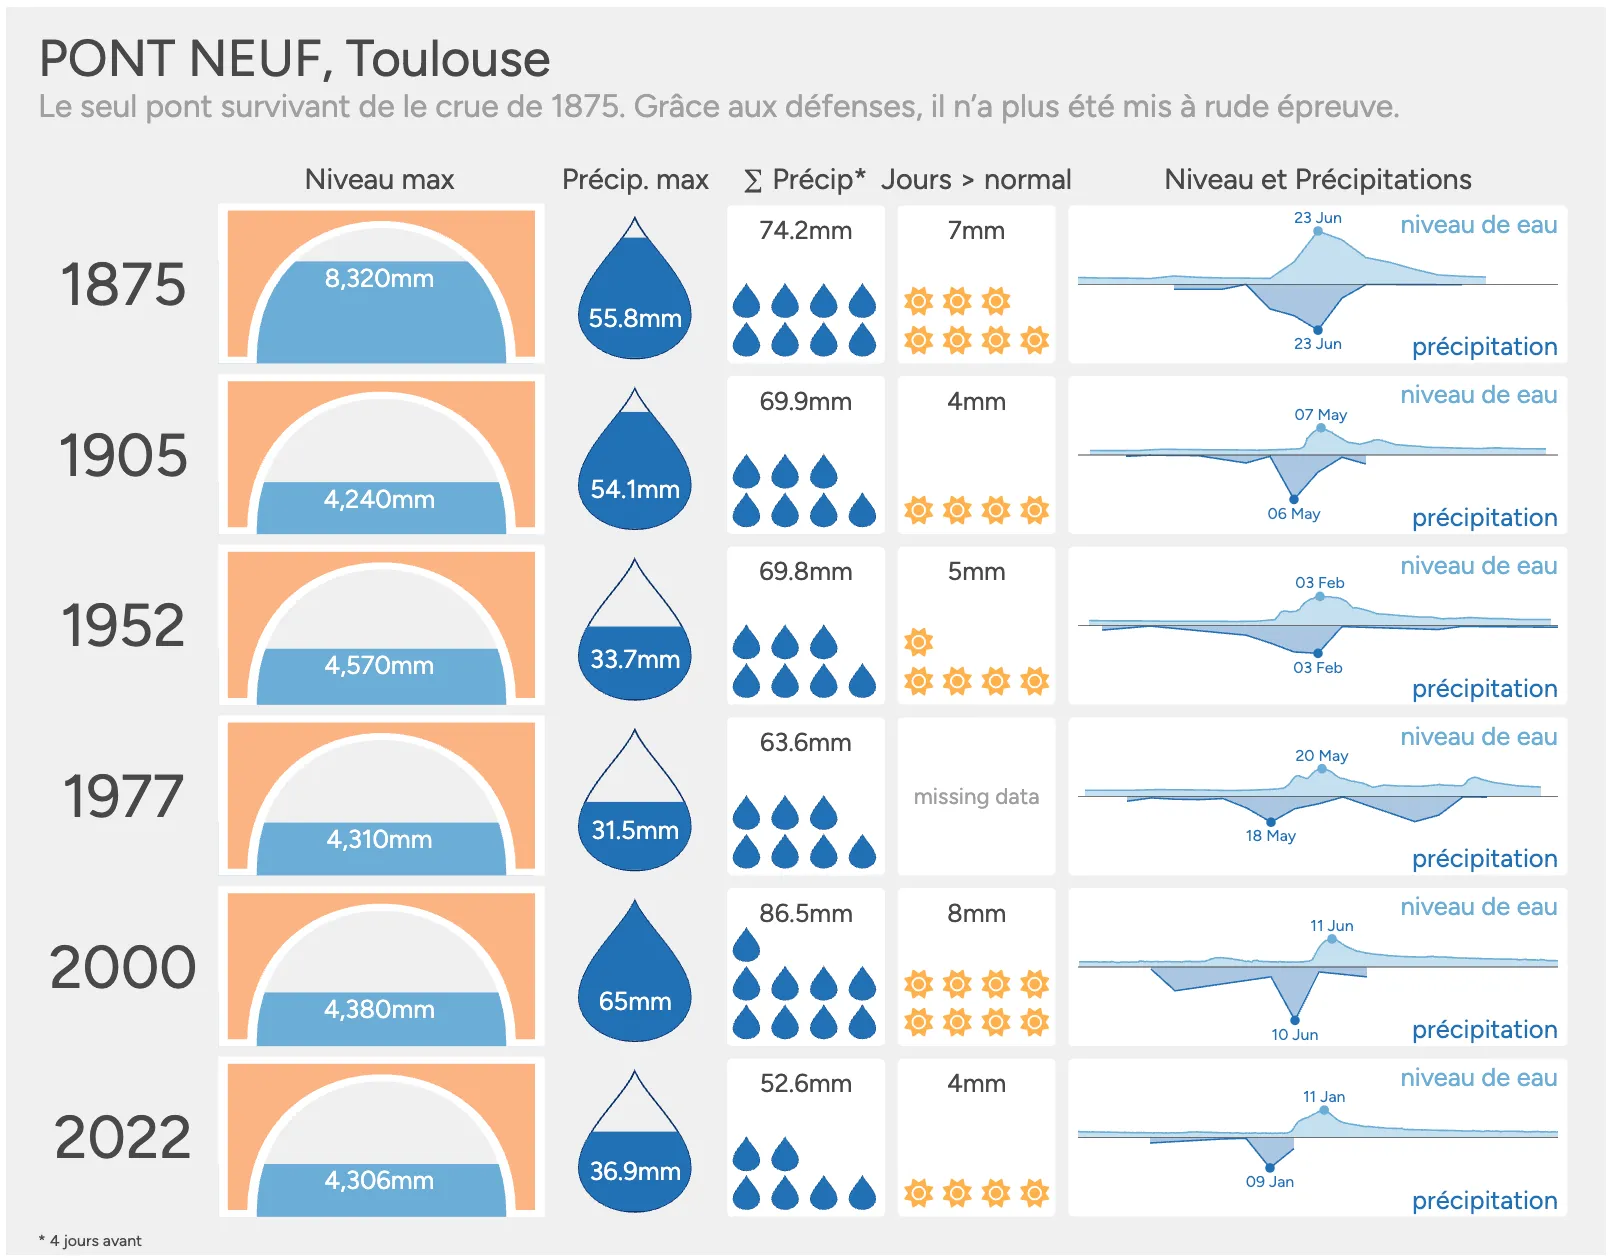 PONT NEUF, Toulouse
Le seul pont survivant de le crue de 1875. Grâce aux défenses, il n’a plus été mis à rude épreuve.
Niveau max Précip. max ∑ Précip* Jours > normal Niveau et Précipitations
1875
8,320mm
55.8mm
74.2mm
7mm
23 Jun
niveau de eau
23 Jun
précipitation
1905
4,240mm
54.1mm
69.9mm
4mm
07 May
niveau de eau
06 May
précipitation
1952
4,570mm
33.7mm
69.8mm
5mm
03 Feb
niveau de eau
03 Feb
précipitation
1977
4,310mm
31.5mm
63.6mm
missing data
20 May
niveau de eau
18 May
précipitation
2000
4,380mm
65mm
86.5mm
8mm
11 Jun
niveau de eau
10 Jun
précipitation
2022
4,306mm
36.9mm
52.6mm
4mm
11 Jan
niveau de eau
09 Jan
précipitation
* 4 jours avant